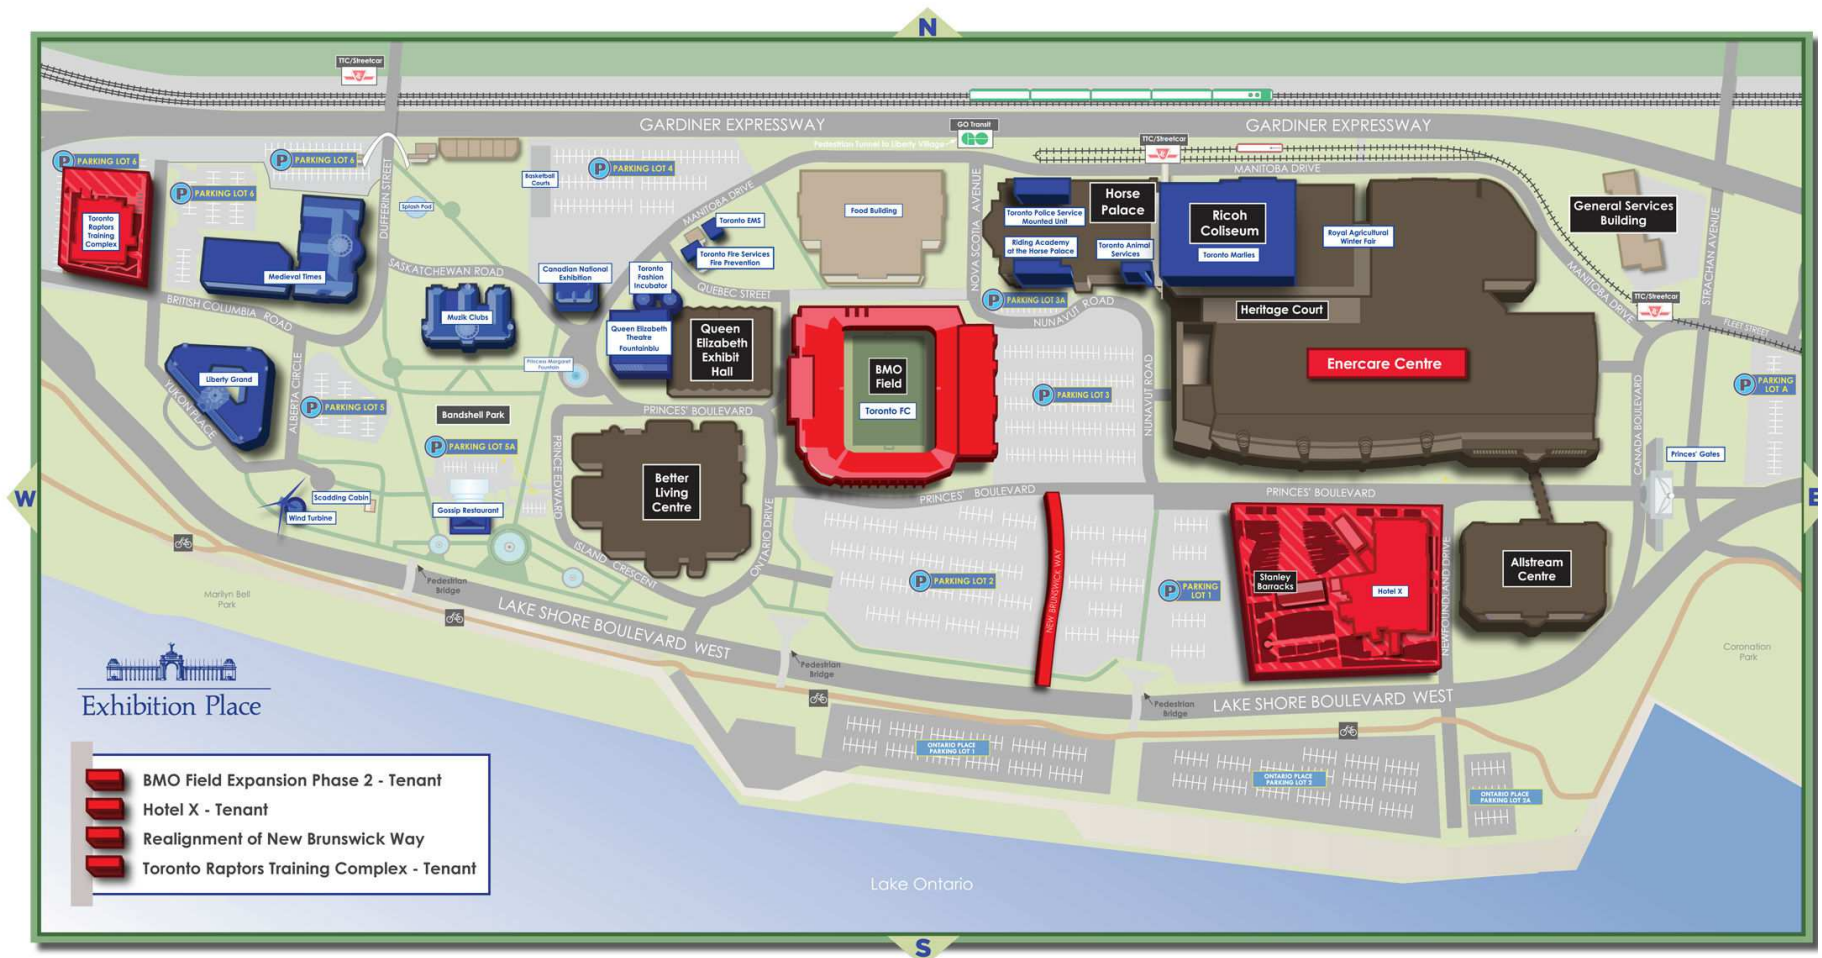 N
TTC/Streetcar
GARDINER EXPRESSWAY
GO Transit
GARDINER EXPRESSWAY
TTC/Streetcar
Pedestrian Tunnel to Liberty Village
MANITOBA DRIVE
P PARKING LOT 6
P PARKING LOT 6
P PARKING LOT 6
P PARKING LOT 4
Basketball
Courts
DUFFERIN STREET
Splash Pad
MANITOBA DRIVE
Toronto EMS
Toronto Fire Services
Fire Prevention
Food Building
NOVA SCOTIA AVENUE
Toronto Police Service
Mounted Unit
Horse
Palace
Riding Academy
at the Horse Palace
Toronto Animal
Services
Ricoh
Coliseum
Toronto Marlies
Royal Agricultural
Winter Fair
General Services
Building
STRACHAN AVENUE
MANITOBA DRIVE
TTC/Streetcar
FLEET STREET
Toronto
Raptors
Training
Complex
Medieval Times
SASKATCHEWAN ROAD
Canadian National
Exhibition
Toronto
Fashion
Incubator
QUEBEC STREET
P PARKING LOT 3A
NUNAVUT ROAD
Heritage Court
BRITISH COLUMBIA ROAD
Muzik Clubs
Queen Elizabeth
Theatre
Fountainblu
Queen
Elizabeth
Exhibit
Hall
BMO
Field
Toronto FC
Enercare Centre
Princess Margaret
Fountain
Liberty Grand
YUKON PLACE
ALBERTA CIRCLE
P PARKING LOT 5
Bandshell Park
P PARKING LOT 5A
PRINCES' BOULEVARD
P PARKING LOT 3
NUNAVUT ROAD
CANADA BOULEVARD
P PARKING
LOT A
Princes' Gates
W
E
PRINCE EDWARD
ISLAND CRESCENT
Better
Living
Centre
ONTARIO DRIVE
PRINCES' BOULEVARD
PRINCES' BOULEVARD
Scadding Cabin
Wind Turbine
Gossip Restaurant
P PARKING LOT 2
NEW BRUNSWICK WAY
P PARKING
LOT 1
Stanley
Barracks
Hotel X
NEWFOUNDLAND DRIVE
Allstream
Centre
Marilyn Bell
Park
Pedestrian
Bridge
LAKE SHORE BOULEVARD WEST
Pedestrian
Bridge
Pedestrian
Bridge
LAKE SHORE BOULEVARD WEST
Coronation
Park
Exhibition Place
ONTARIO PLACE
PARKING LOT 1
ONTARIO PLACE
PARKING LOT 2
ONTARIO PLACE
PARKING LOT 2A
BMO Field Expansion Phase 2 - Tenant
Hotel X - Tenant
Realignment of New Brunswick Way
Toronto Raptors Training Complex - Tenant
Lake Ontario
S